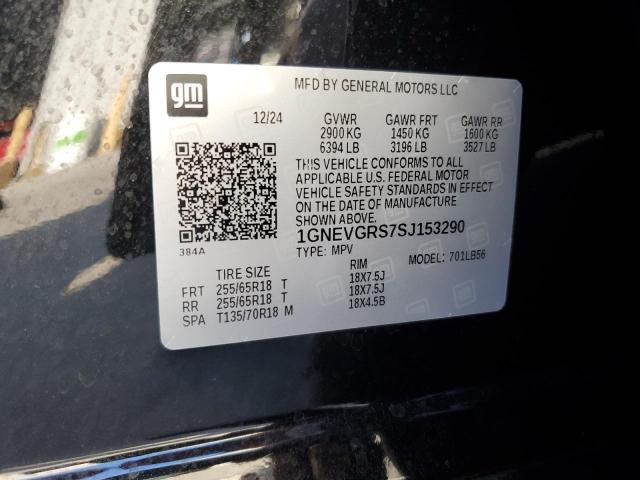 gm
MFD BY GENERAL MOTORS LLC
12/24 GVWR GAWR FRT GAWR RR
2900 KG 1450 KG 1600 KG
6394 LB 3196 LB 3527 LB
THIS VEHICLE CONFORMS TO ALL
APPLICABLE U.S. FEDERAL MOTOR
VEHICLE SAFETY STANDARDS IN EFFECT
ON THE DATE OF MANUFACTURE
SHOWN ABOVE.
1GNEVGRS7SJ153290
384A TYPE: MPV MODEL: 701LB56
TIRE SIZE RIM
FRT 255/65R18 T 18X7.5J
RR 255/65R18 T 18X7.5J
SPA T135/70R18 M 18X4.5B